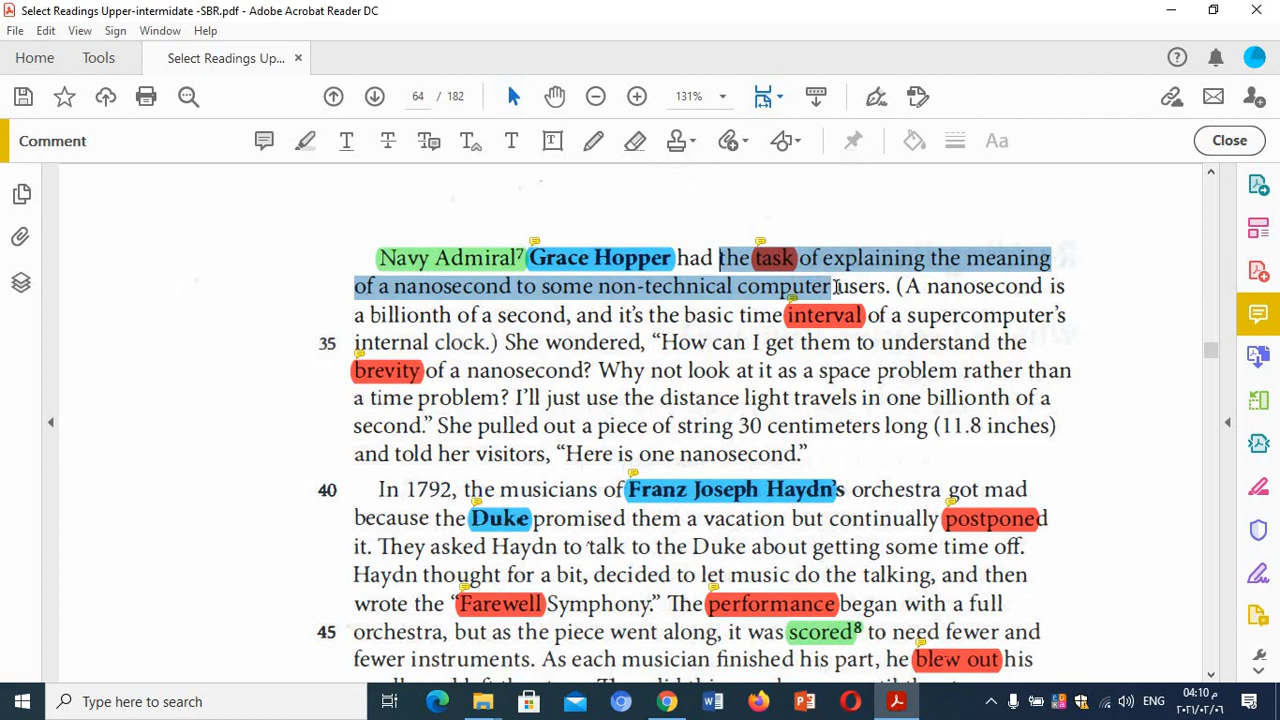 Select Readings Upper-intermidate -SBR.pdf - Adobe Acrobat Reader DC
File Edit View Sign Window Help
Home Tools Select Readings Up... ×
64 / 182 131%
Comment Close
Navy Admiral⁷ Grace Hopper had the task of explaining the meaning
of a nanosecond to some non-technical computer users. (A nanosecond is
a billionth of a second, and it’s the basic time interval of a supercomputer’s
35 internal clock.) She wondered, “How can I get them to understand the
brevity of a nanosecond? Why not look at it as a space problem rather than
a time problem? I’ll just use the distance light travels in one billionth of a
second.” She pulled out a piece of string 30 centimeters long (11.8 inches)
and told her visitors, “Here is one nanosecond.”
40 In 1792, the musicians of Franz Joseph Haydn’s orchestra got mad
because the Duke promised them a vacation but continually postponed
it. They asked Haydn to talk to the Duke about getting some time off.
Haydn thought for a bit, decided to let music do the talking, and then
wrote the “Farewell Symphony.” The performance began with a full
45 orchestra, but as the piece went along, it was scored⁸ to need fewer and
fewer instruments. As each musician finished his part, he blew out his
Type here to search
ENG
04:10 م
٢٠٢١/٠٢/٠٦